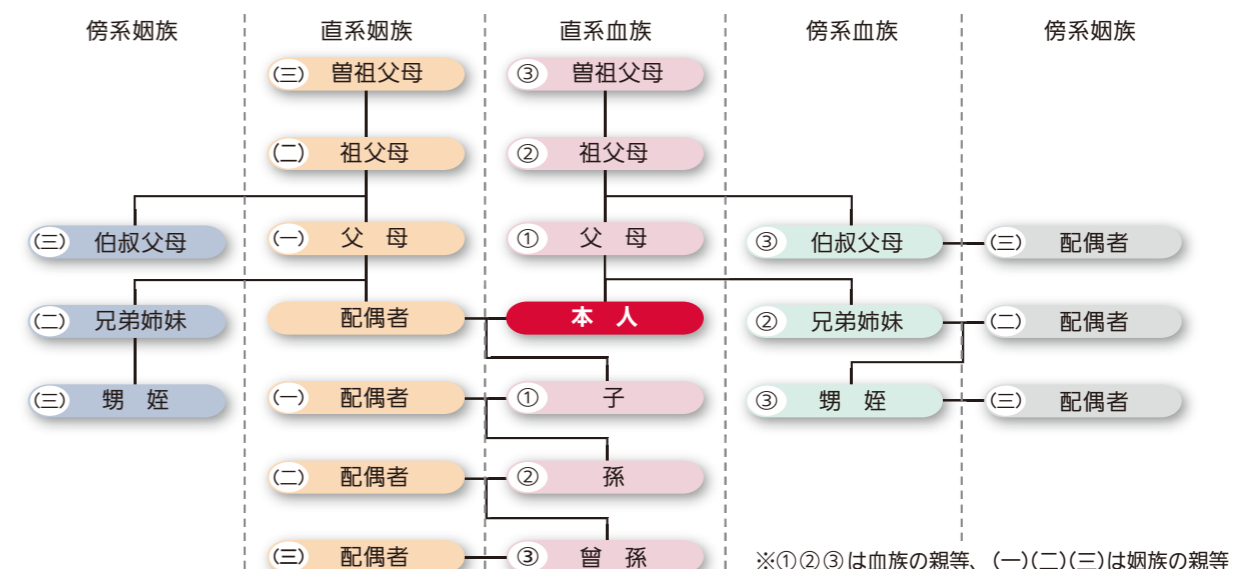 傍系姻族 直系姻族 直系血族 傍系血族 傍系姻族
(三) 曽祖父母 ③ 曽祖父母
(二) 祖父母 ② 祖父母
(三) 伯叔父母 (一) 父 母 ① 父 母 ③ 伯叔父母 (三) 配偶者
(二) 兄弟姉妹 配偶者 本 人 ② 兄弟姉妹 (二) 配偶者
(三) 甥 姪 (一) 配偶者 ① 子 ③ 甥 姪 (三) 配偶者
(二) 配偶者 ② 孫
(三) 配偶者 ③ 曾 孫
※①②③は血族の親等、(一)(二)(三)は姻族の親等